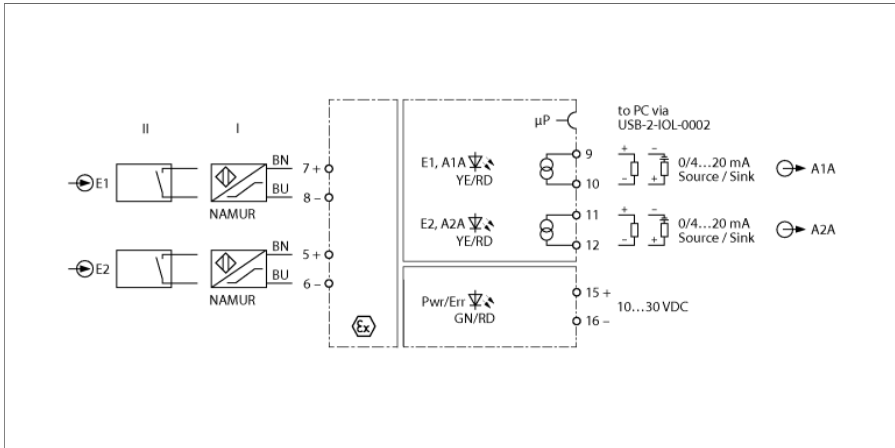 to PC via
USB-2-IOL-0002
µP
II
I
E1
BN
7 +
BU
8 –
NAMUR
E1, A1A
YE/RD
9
10
+
–
–
+
0/4…20 mA
Source / Sink
A1A
E2
BN
5 +
BU
6 –
NAMUR
E2, A2A
YE/RD
11
12
+
–
–
+
0/4…20 mA
Source / Sink
A2A
Ex
Pwr/Err
GN/RD
15 +
16 –
10…30 VDC